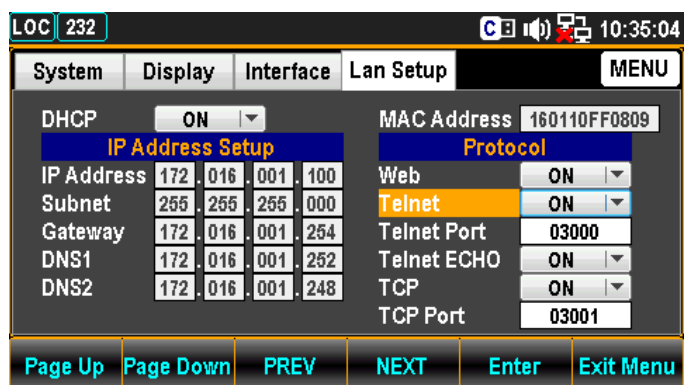 LOC 232 C 10:35:04
System Display Interface Lan Setup MENU
DHCP ON
IP Address Setup
IP Address 172 . 016 . 001 . 100
Subnet 255 . 255 . 255 . 000
Gateway 172 . 016 . 001 . 254
DNS1 172 . 016 . 001 . 252
DNS2 172 . 016 . 001 . 248
MAC Address 160110FF0809
Protocol
Web ON
Telnet ON
Telnet Port 03000
Telnet ECHO ON
TCP ON
TCP Port 03001
Page Up Page Down PREV NEXT Enter Exit Menu